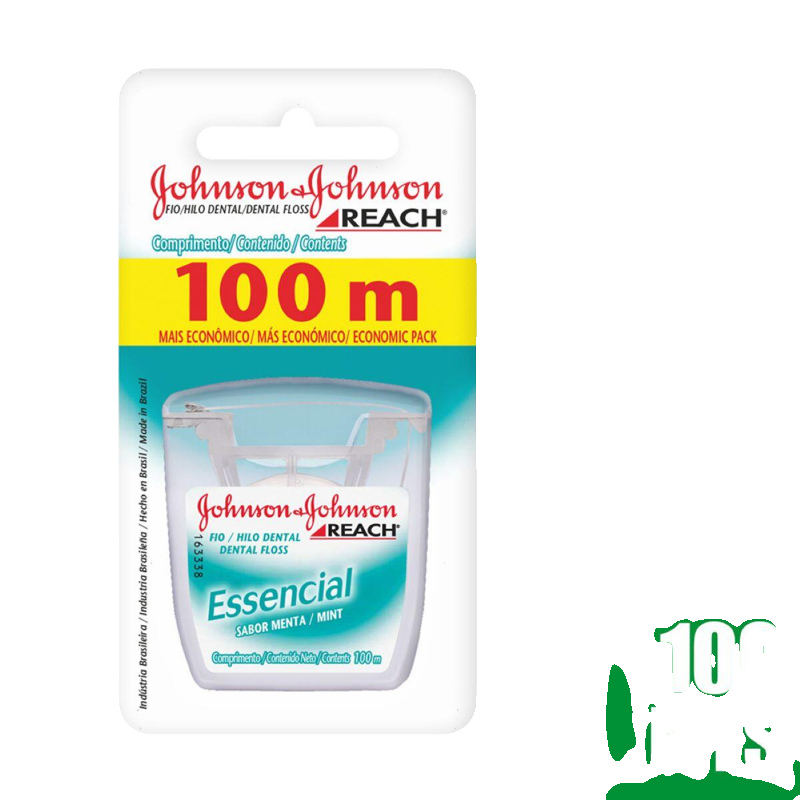 Johnson & Johnson
FIO/HILO DENTAL/DENTAL FLOSS
REACH®
Comprimento/ Contenido / Contents
100 m
MAIS ECONÔMICO/ MÁS ECONÓMICO/ ECONOMIC PACK
Indústria Brasileira / Industria Brasileña / Hecho en Brasil / Made in Brazil
Johnson & Johnson
REACH®
FIO / HILO DENTAL
DENTAL FLOSS
163338
Essencial
SABOR MENTA / MINT
Comprimento /Contenido Neto /Contents 100 m